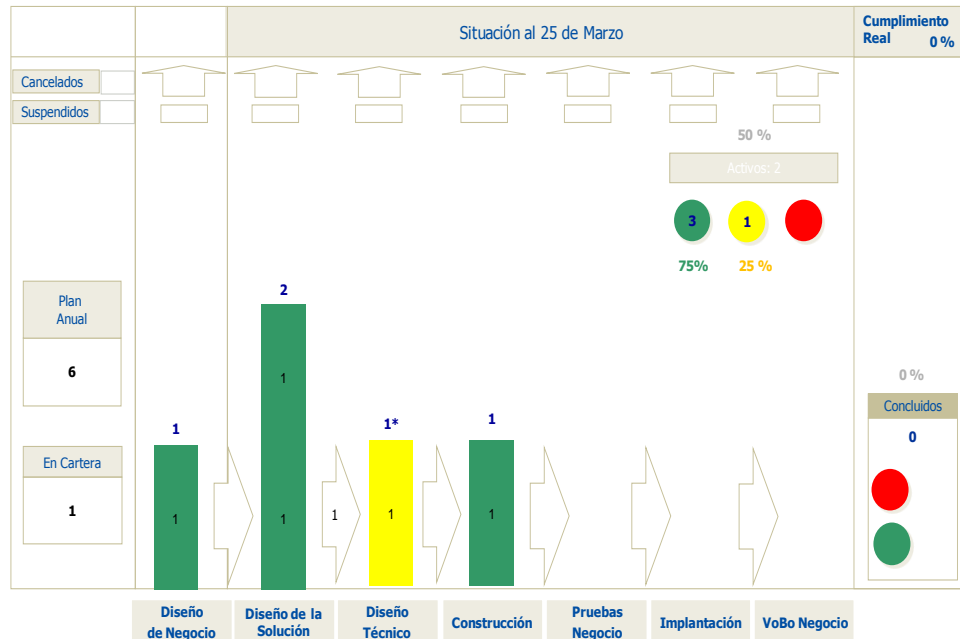 Situación al 25 de Marzo
Cumplimiento
Real
0 %
Cancelados
Suspendidos
50 %
Activos: 2
3
1
75%
25 %
Plan
Anual
6
2
1
1
1*
1
0 %
Concluidos
0
En Cartera
1
1
1
1
1
1
Diseño
de Negocio
Diseño de la
Solución
Diseño
Técnico
Construcción
Pruebas
Negocio
Implantación
VoBo Negocio